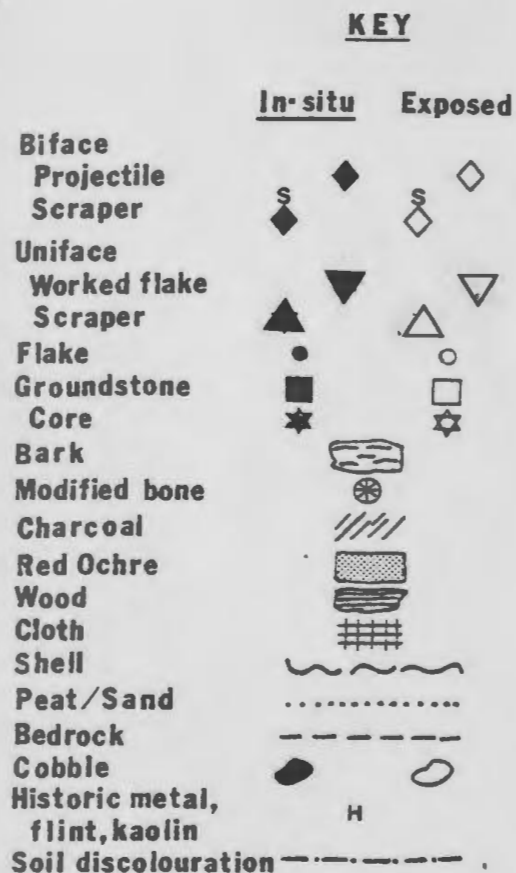 KEY
In-situ Exposed
Biface
Projectile
S S
Scraper
Uniface
Worked flake
Scraper
Flake
Groundstone
Core
Bark
Modified bone
Charcoal
Red Ochre
Wood
Cloth
Shell
Peat/Sand
Bedrock
Cobble
Historic metal,
H
flint, kaolin
Soil discolouration